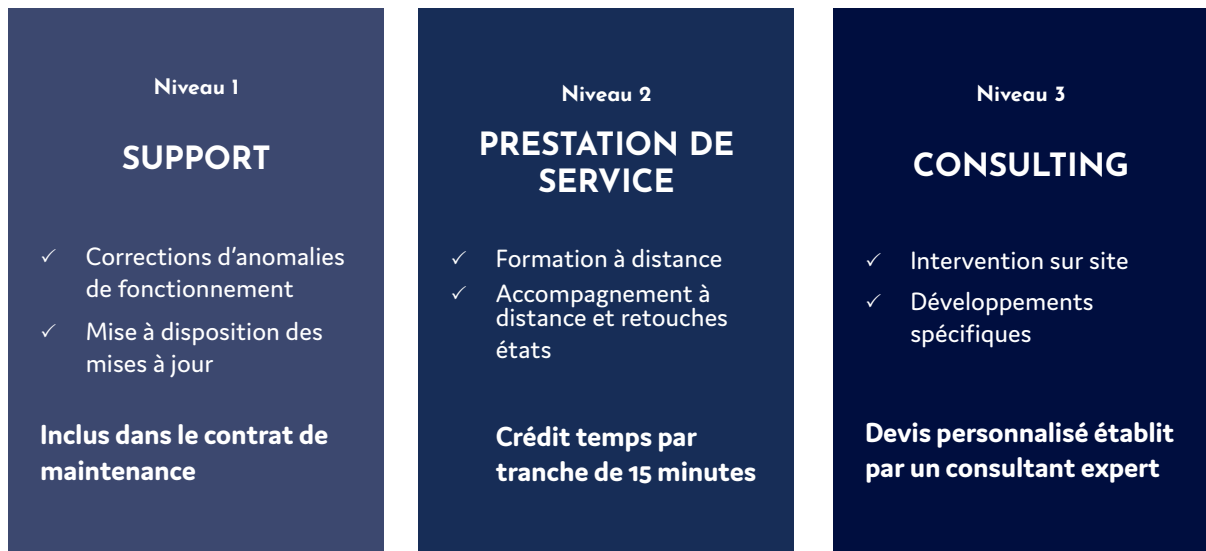 Niveau 1
SUPPORT
✓ Corrections d'anomalies
de fonctionnement
✓ Mise à disposition des
mises à jour
Inclus dans le contrat de
maintenance
Niveau 2
PRESTATION DE
SERVICE
✓ Formation à distance
✓ Accompagnement à
distance et retouches
états
Crédit temps par
tranche de 15 minutes
Niveau 3
CONSULTING
✓ Intervention sur site
✓ Développements
spécifiques
Devis personnalisé établit
par un consultant expert